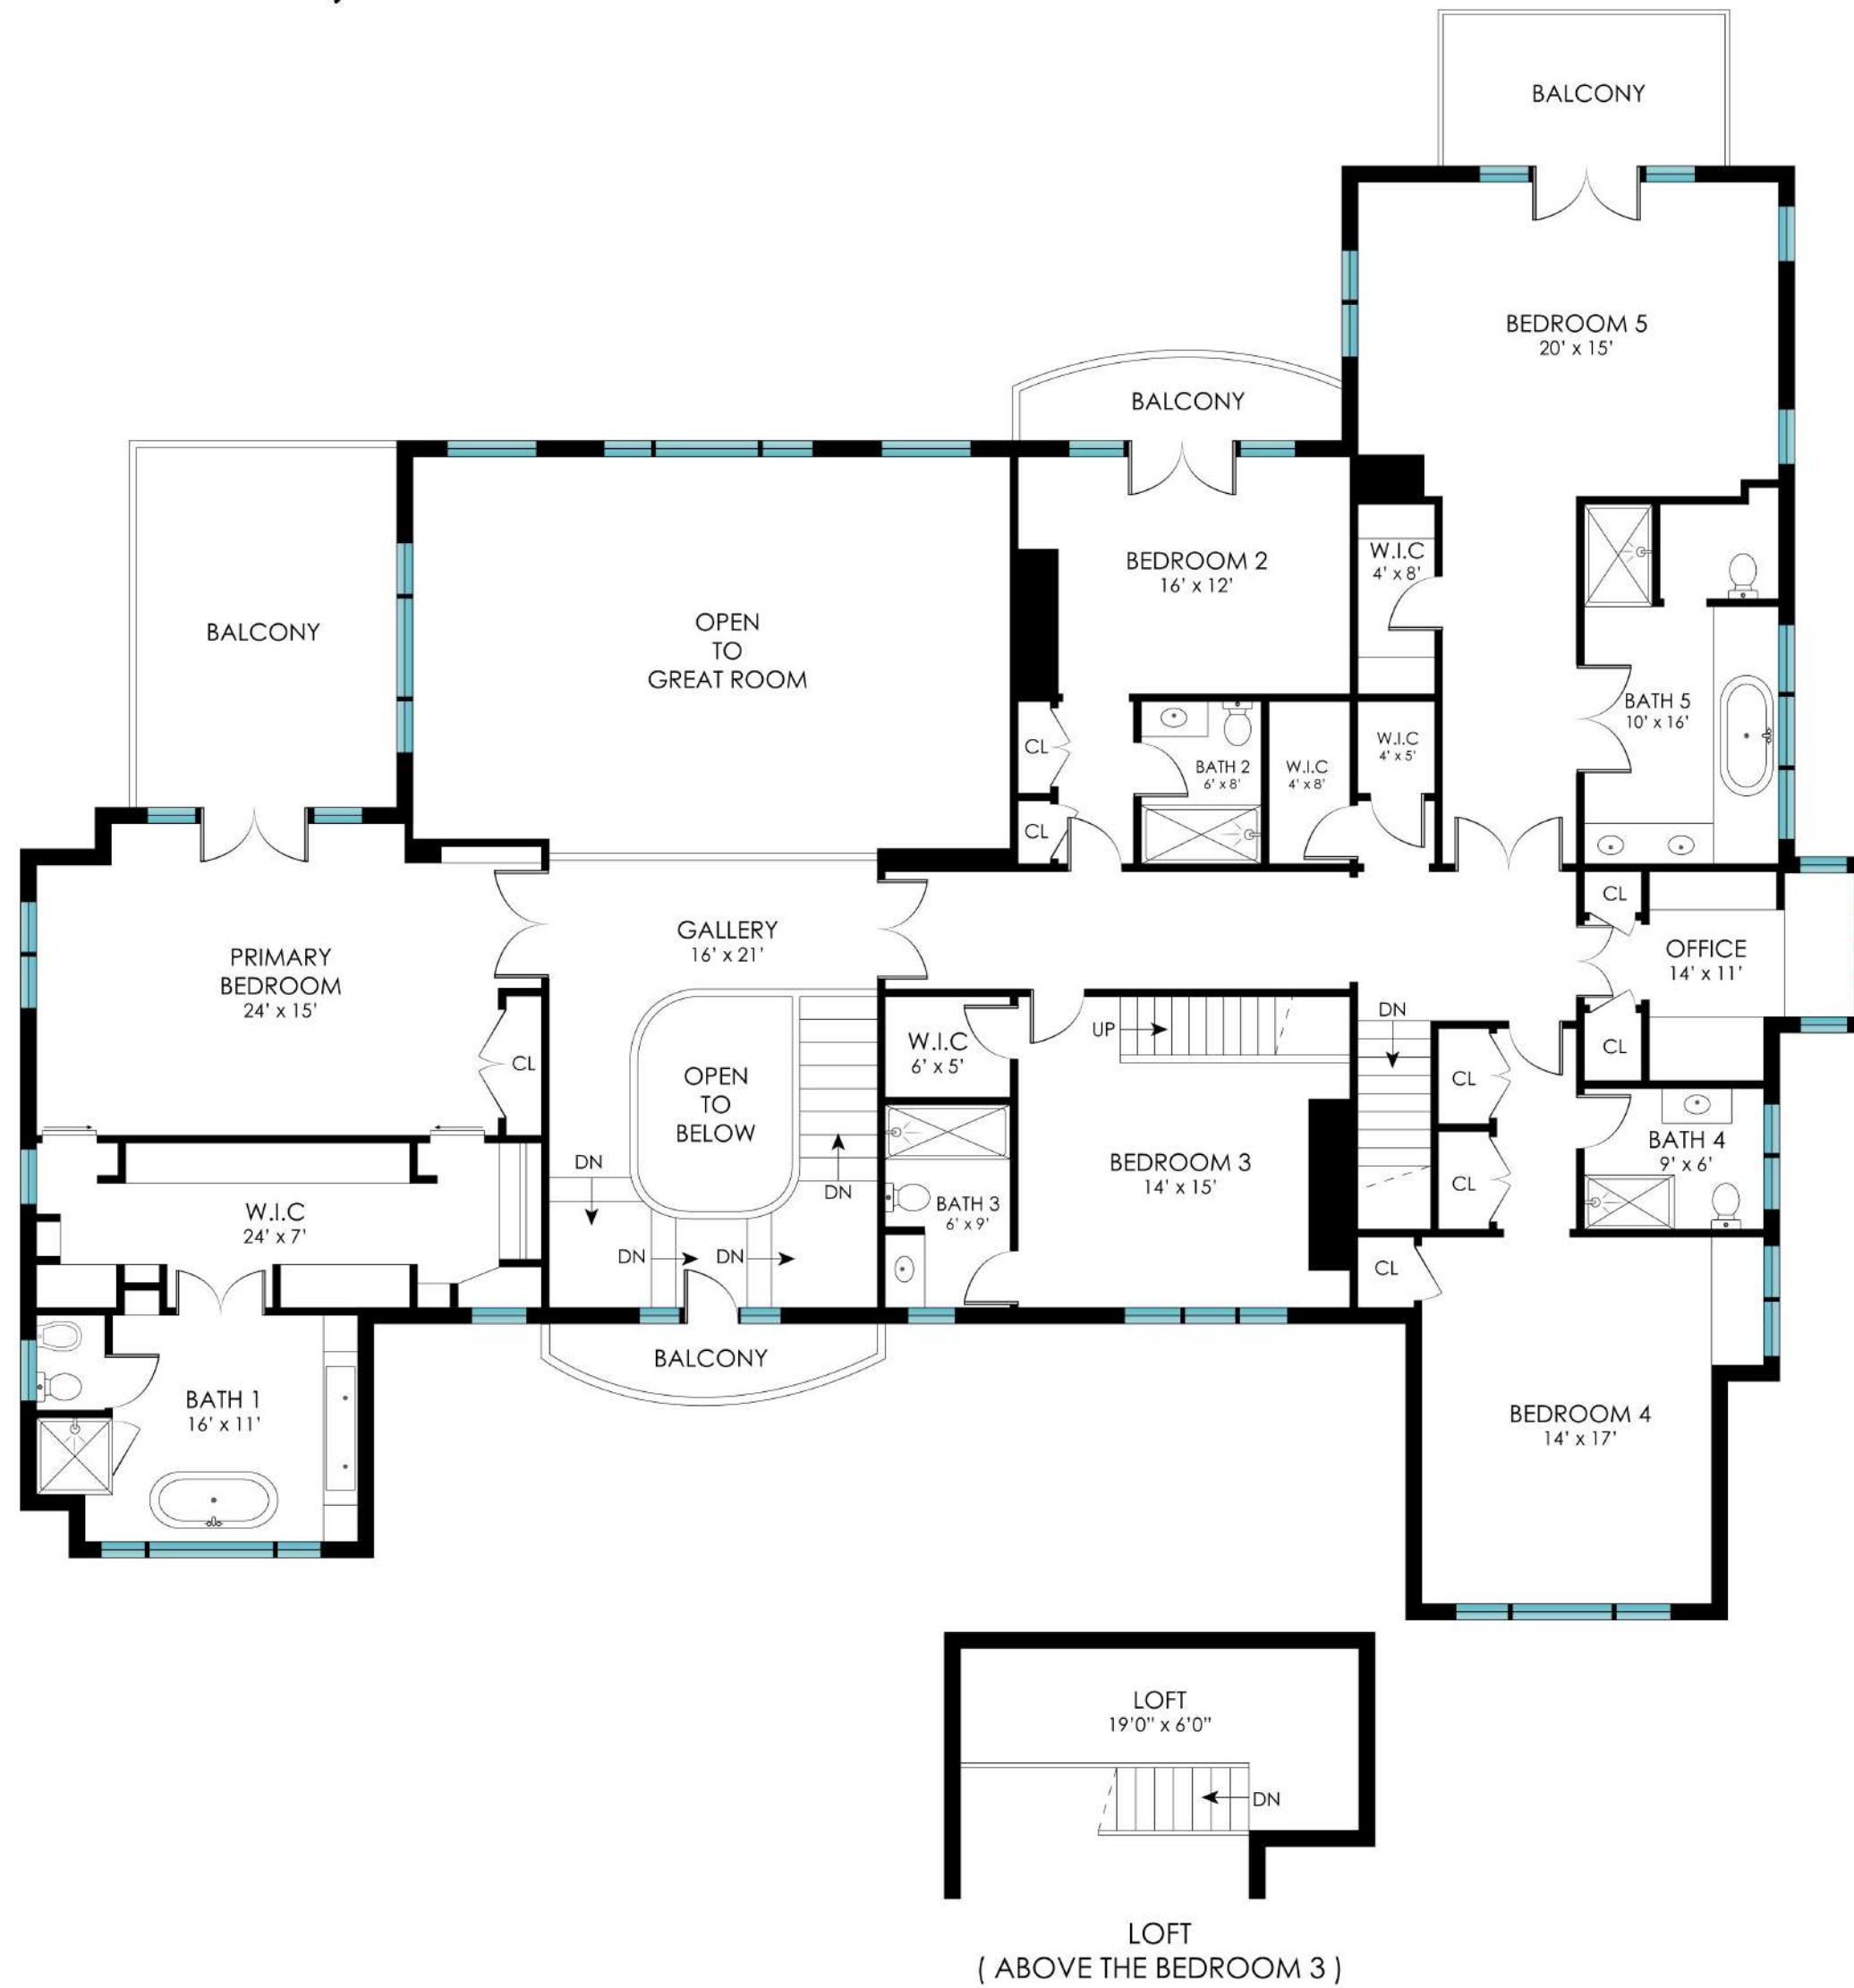 BALCONY
BEDROOM 5
20' x 15'
BALCONY
BALCONY
OPEN
TO
GREAT ROOM
BEDROOM 2
16' x 12'
W.I.C
4' x 8'
BATH 5
10' x 16'
CL
BATH 2
6' x 8'
W.I.C
4' x 8'
W.I.C
4' x 5'
CL
PRIMARY
BEDROOM
24' x 15'
GALLERY
16' x 21'
CL
OFFICE
14' x 11'
CL
CL
OPEN
TO
BELOW
DN
DN
DN
DN
W.I.C
6' x 5'
UP
DN
CL
CL
BEDROOM 3
14' x 15'
BATH 4
9' x 6'
W.I.C
24' x 7'
BATH 3
6' x 9'
CL
BALCONY
BATH 1
16' x 11'
BEDROOM 4
14' x 17'
LOFT
19'0" x 6'0"
DN
LOFT
( ABOVE THE BEDROOM 3 )